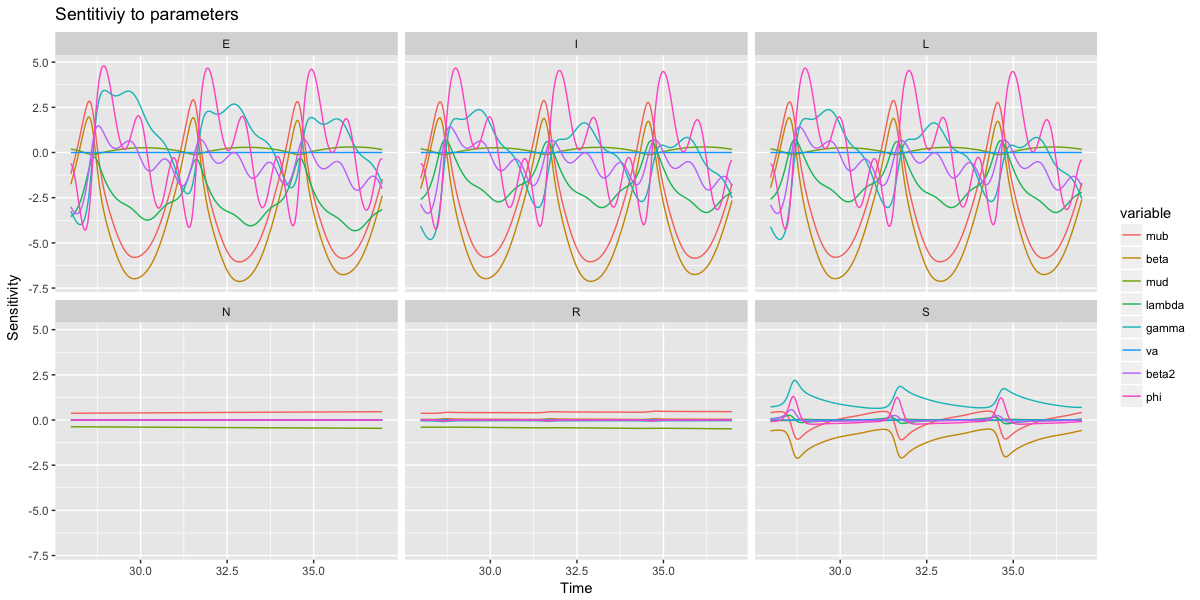 Sentitiviy to parameters
E I L
5.0
2.5
0.0
-2.5
-5.0
-7.5
N R S
5.0
2.5
0.0
-2.5
-5.0
-7.5
30.0 32.5 35.0 30.0 32.5 35.0 30.0 32.5 35.0
Time
Sensitivity
variable
mub
beta
mud
lambda
gamma
va
beta2
phi